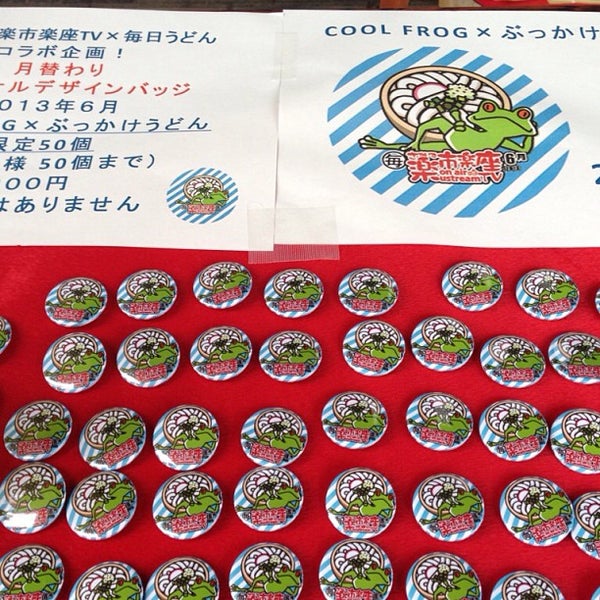 楽市楽座TV×毎日うどん
コラボ企画！
月替わり
ルデザインバッジ
013年6月
G×ぶっかけうどん
限定50個
様 50個まで）
00円
はありません
COOL FROG×ぶっかけ
毎 楽市楽座 6月
on air
ustream TV